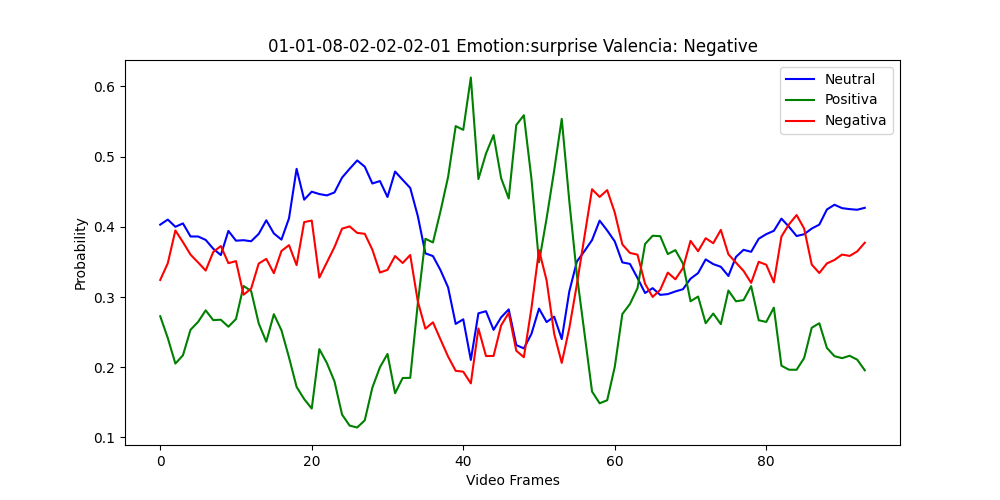 01-01-08-02-02-02-01 Emotion:surprise Valencia: Negative
Neutral
Positiva
Negativa
Probability
0.6
0.5
0.4
0.3
0.2
0.1
0
20
40
60
80
Video Frames